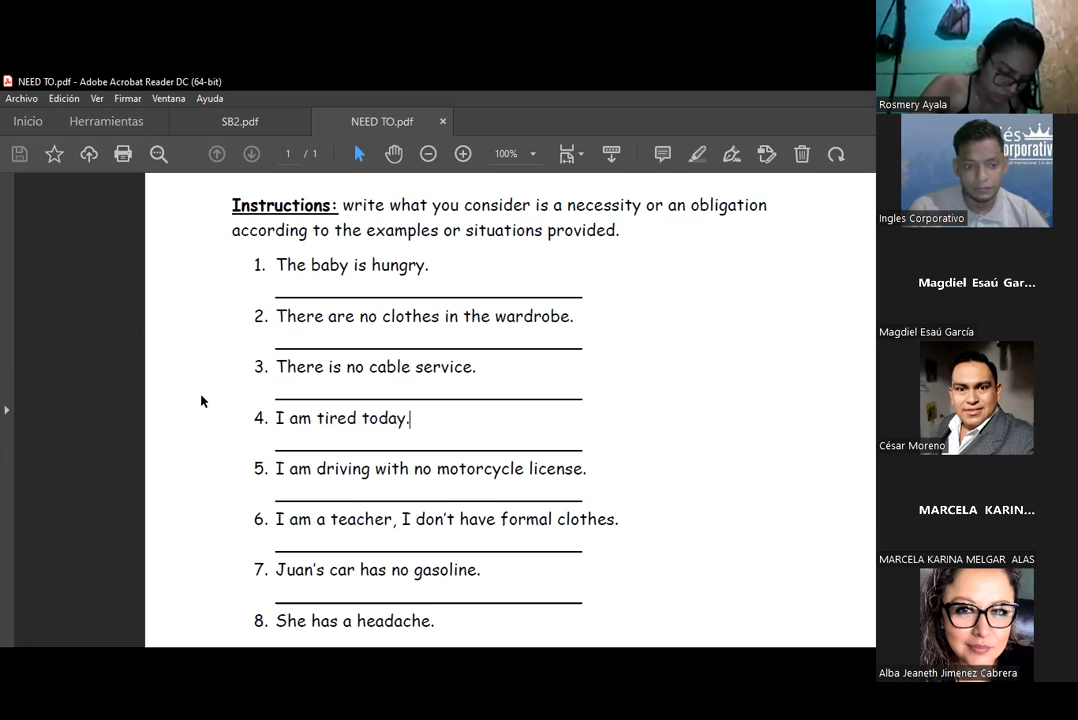 NEED TO.pdf - Adobe Acrobat Reader DC (64-bit)
Archivo Edición Ver Firmar Ventana Ayuda
Inicio Herramientas SB2.pdf NEED TO.pdf ×
1 / 1 100%
Instructions: write what you consider is a necessity or an obligation
according to the examples or situations provided.
1. The baby is hungry.
2. There are no clothes in the wardrobe.
3. There is no cable service.
4. I am tired today.
5. I am driving with no motorcycle license.
6. I am a teacher, I don't have formal clothes.
7. Juan's car has no gasoline.
8. She has a headache.
Rosmery Ayala
és
orporativ
Ingles Corporativo
Magdiel Esaú Gar...
Magdiel Esaú García
César Moreno
MARCELA KARIN...
MARCELA KARINA MELGAR ALAS
Alba Jeaneth Jimenez Cabrera